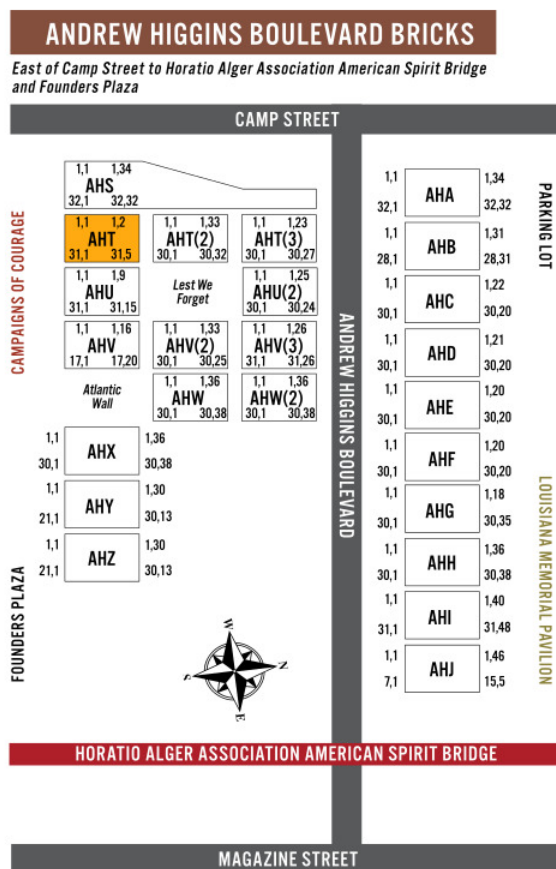 ANDREW HIGGINS BOULEVARD BRICKS
East of Camp Street to Horatio Alger Association American Spirit Bridge
and Founders Plaza
CAMP STREET
1,1 1,34
AHS
32,1 32,32
1,1 1,2
AHT
31,1 31,5
1,1 1,33
AHT(2)
30,1 30,32
1,1 1,23
AHT(3)
30,1 30,27
1,1 1,9
AHU
31,1 31,15
Lest We
Forget
1,1 1,25
AHU(2)
30,1 30,24
1,1 1,16
AHV
17,1 17,20
1,1 1,33
AHV(2)
30,1 30,25
1,1 1,26
AHV(3)
31,1 31,26
Atlantic
Wall
1,1 1,36
AHW
30,1 30,38
1,1 1,36
AHW(2)
30,1 30,38
1,1 1,36
AHX
30,1 30,38
1,1 1,30
AHY
21,1 30,13
1,1 1,30
AHZ
21,1 30,13
CAMPAIGNS OF COURAGE
FOUNDERS PLAZA
W
N
S
E
ANDREW HIGGINS BOULEVARD
1,1 1,34
AHA
32,1 32,32
1,1 1,31
AHB
28,1 28,31
1,1 1,22
AHC
30,1 30,20
1,1 1,21
AHD
30,1 30,20
1,1 1,20
AHE
30,1 30,20
1,1 1,20
AHF
30,1 30,20
1,1 1,18
AHG
30,1 30,35
1,1 1,36
AHH
30,1 30,38
1,1 1,40
AHI
31,1 31,48
1,1 1,46
AHJ
7,1 15,5
PARKING LOT
LOUISIANA MEMORIAL PAVILION
HORATIO ALGER ASSOCIATION AMERICAN SPIRIT BRIDGE
MAGAZINE STREET